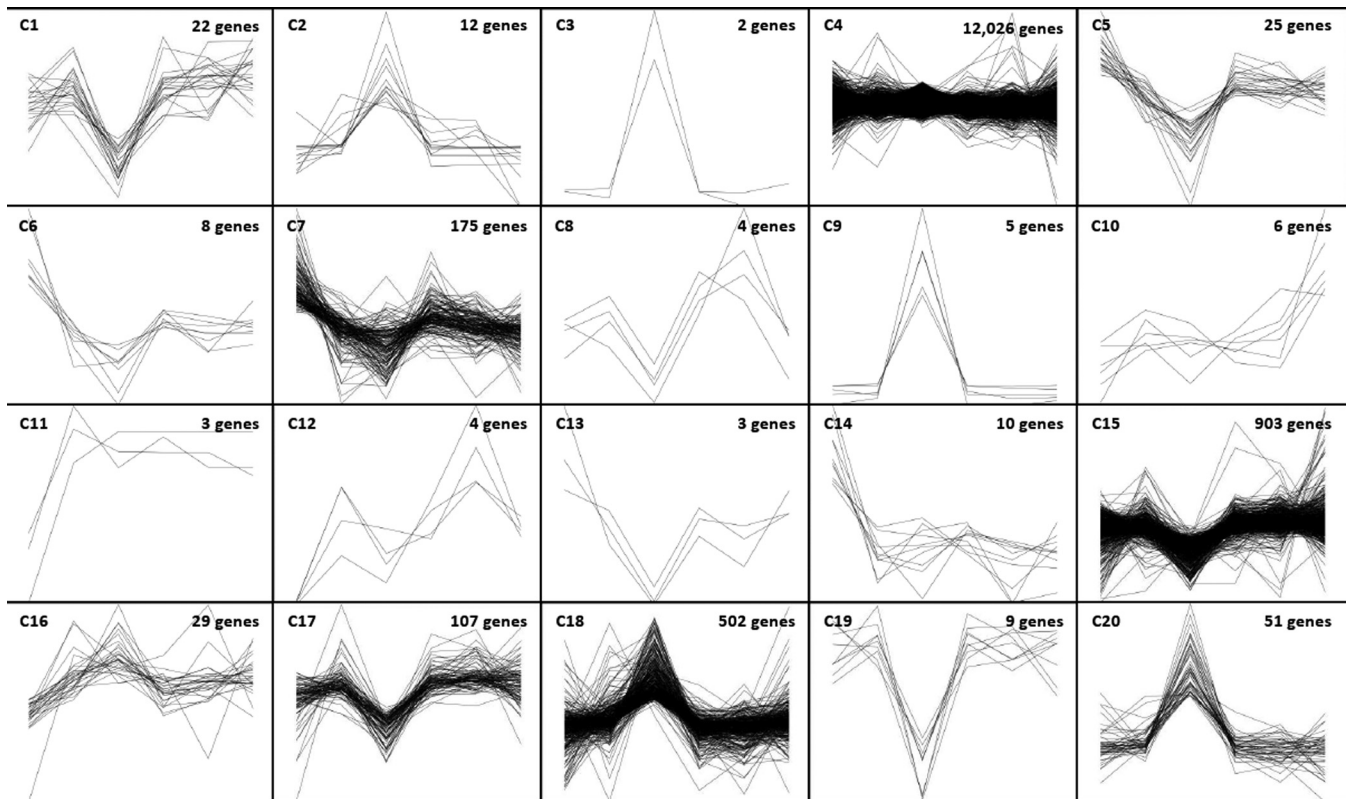 C1 22 genes
C2 12 genes
C3 2 genes
C4 12,026 genes
C5 25 genes
C6 8 genes
C7 175 genes
C8 4 genes
C9 5 genes
C10 6 genes
C11 3 genes
C12 4 genes
C13 3 genes
C14 10 genes
C15 903 genes
C16 29 genes
C17 107 genes
C18 502 genes
C19 9 genes
C20 51 genes